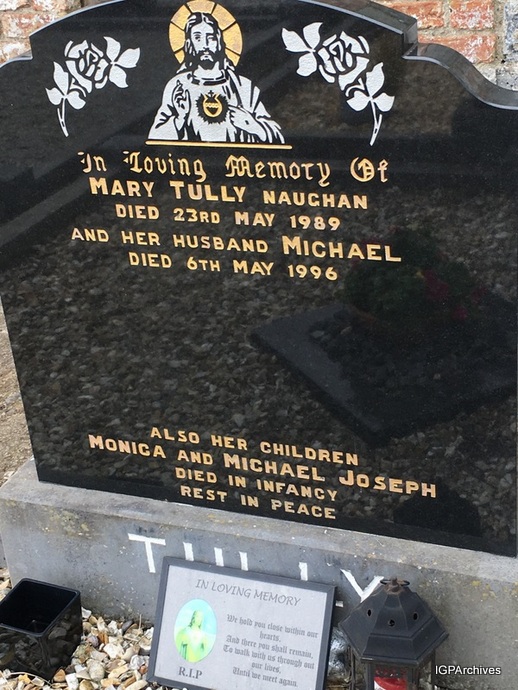 In Loving Memory Of
MARY TULLY NAUGHAN
DIED 23RD MAY 1989
AND HER HUSBAND MICHAEL
DIED 6TH MAY 1996
ALSO HER CHILDREN
MONICA AND MICHAEL JOSEPH
DIED IN INFANCY
REST IN PEACE
TULLY
IN LOVING MEMORY
We hold you close within our
hearts,
And there you shall remain,
To walk with us through out
our lives,
Until we meet again.
R.I.P
IGPArchives